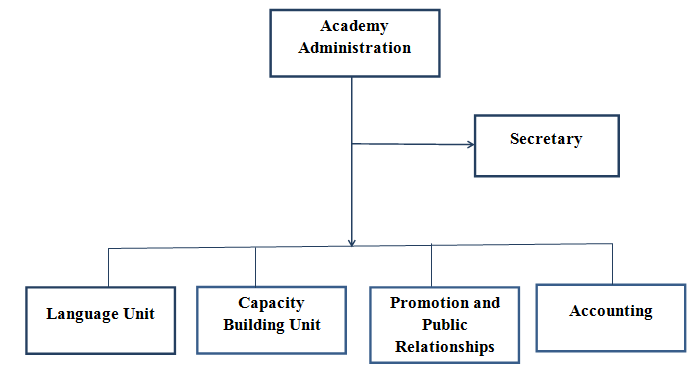 Academy
Administration
Secretary
Language Unit
Capacity
Building Unit
Promotion and
Public
Relationships
Accounting